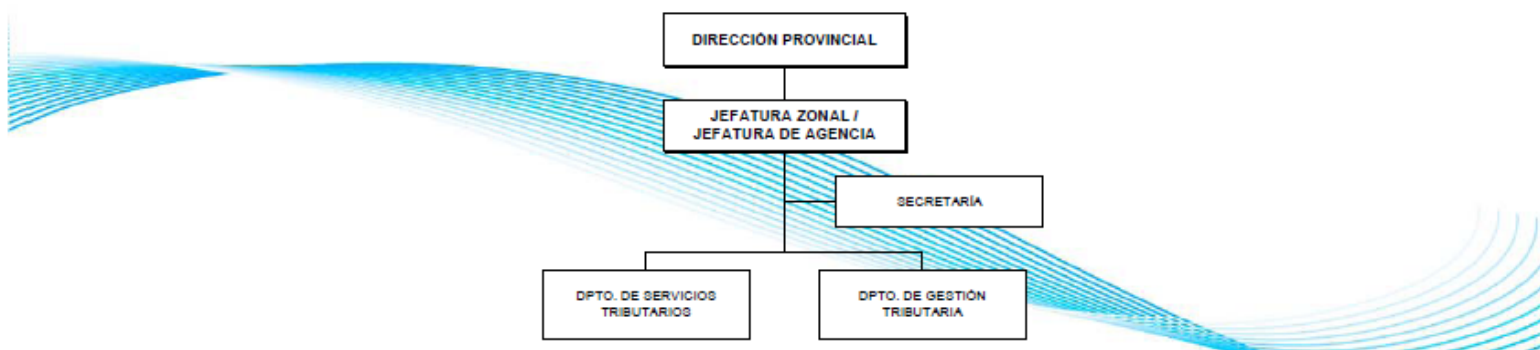 DIRECCIÓN PROVINCIAL
JEFATURA ZONAL /
JEFATURA DE AGENCIA
SECRETARÍA
DPTO. DE SERVICIOS
TRIBUTARIOS
DPTO. DE GESTIÓN
TRIBUTARIA